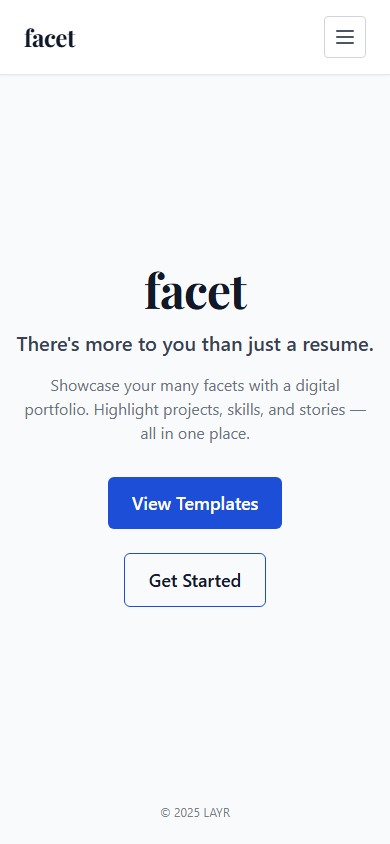 facet
facet
There's more to you than just a resume.
Showcase your many facets with a digital
portfolio. Highlight projects, skills, and stories —
all in one place.
View Templates
Get Started
© 2025 LAYR